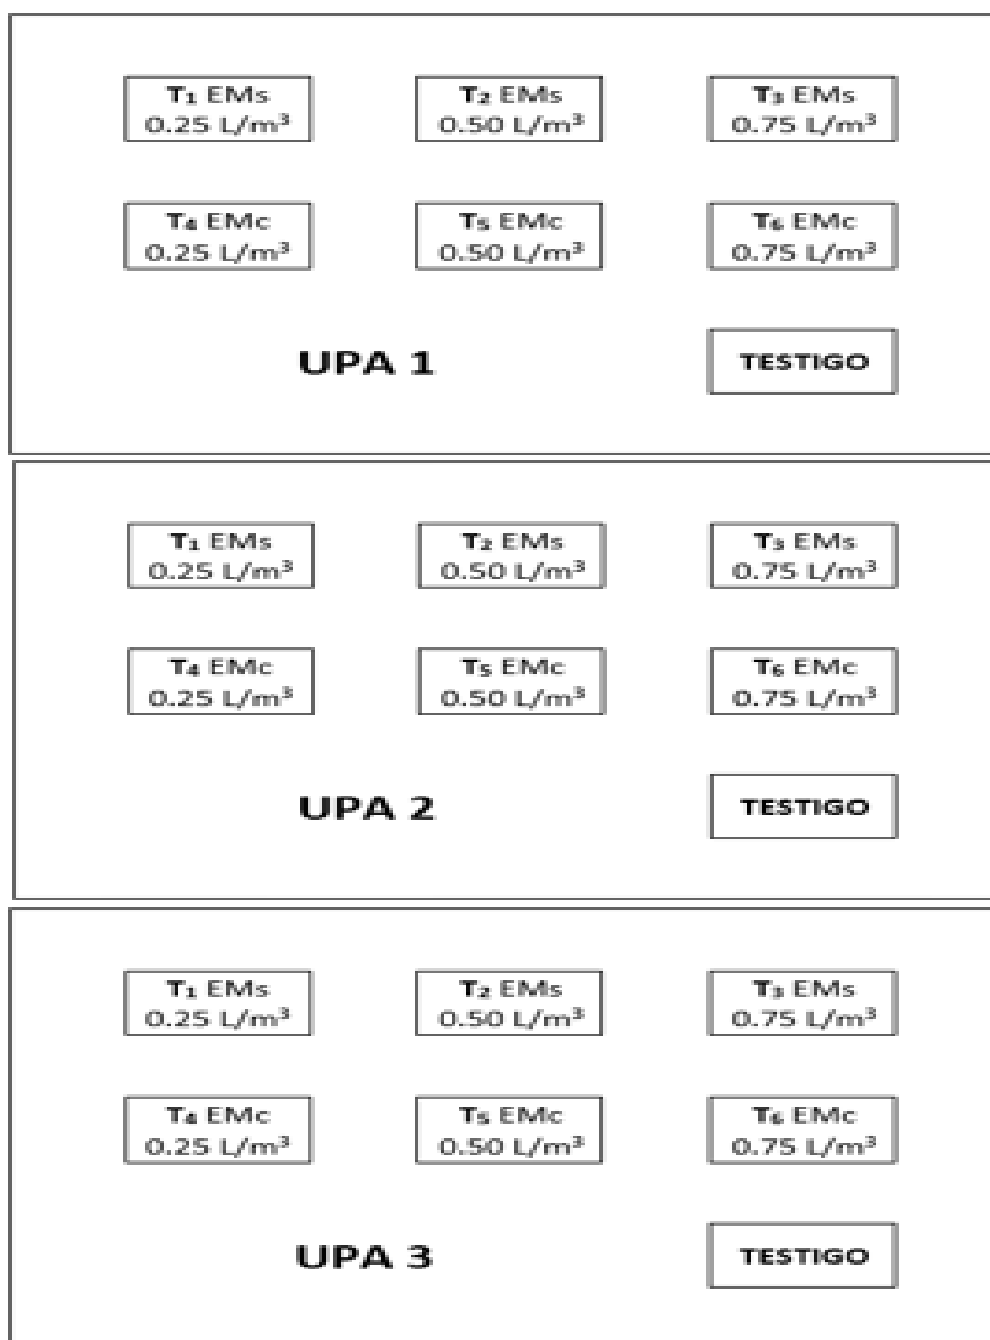 T₁ EMs
0.25 L/m³
T₂ EMs
0.50 L/m³
T₃ EMs
0.75 L/m³
T₄ EMc
0.25 L/m³
T₅ EMc
0.50 L/m³
T₆ EMc
0.75 L/m³
UPA 1
TESTIGO
T₁ EMs
0.25 L/m³
T₂ EMs
0.50 L/m³
T₃ EMs
0.75 L/m³
T₄ EMc
0.25 L/m³
T₅ EMc
0.50 L/m³
T₆ EMc
0.75 L/m³
UPA 2
TESTIGO
T₁ EMs
0.25 L/m³
T₂ EMs
0.50 L/m³
T₃ EMs
0.75 L/m³
T₄ EMc
0.25 L/m³
T₅ EMc
0.50 L/m³
T₆ EMc
0.75 L/m³
UPA 3
TESTIGO